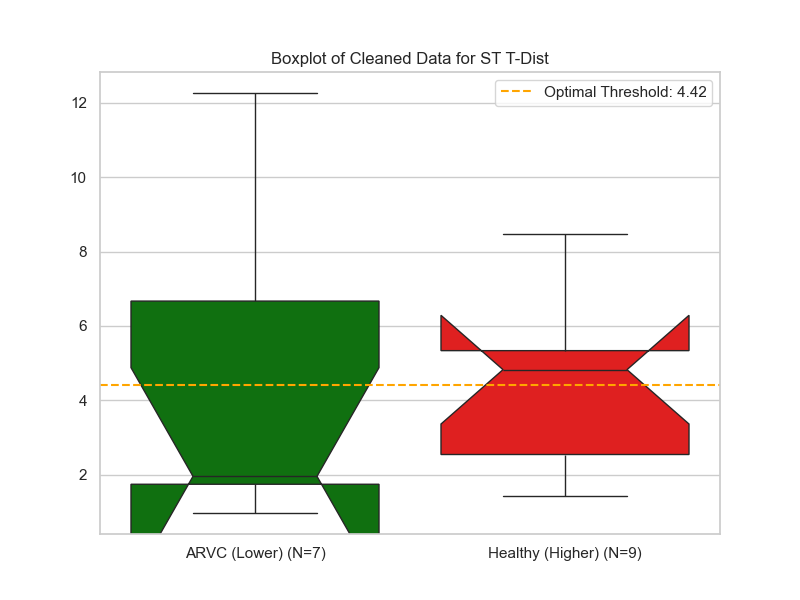 Boxplot of Cleaned Data for ST T-Dist
Optimal Threshold: 4.42
12
10
8
6
4
2
ARVC (Lower) (N=7)
Healthy (Higher) (N=9)